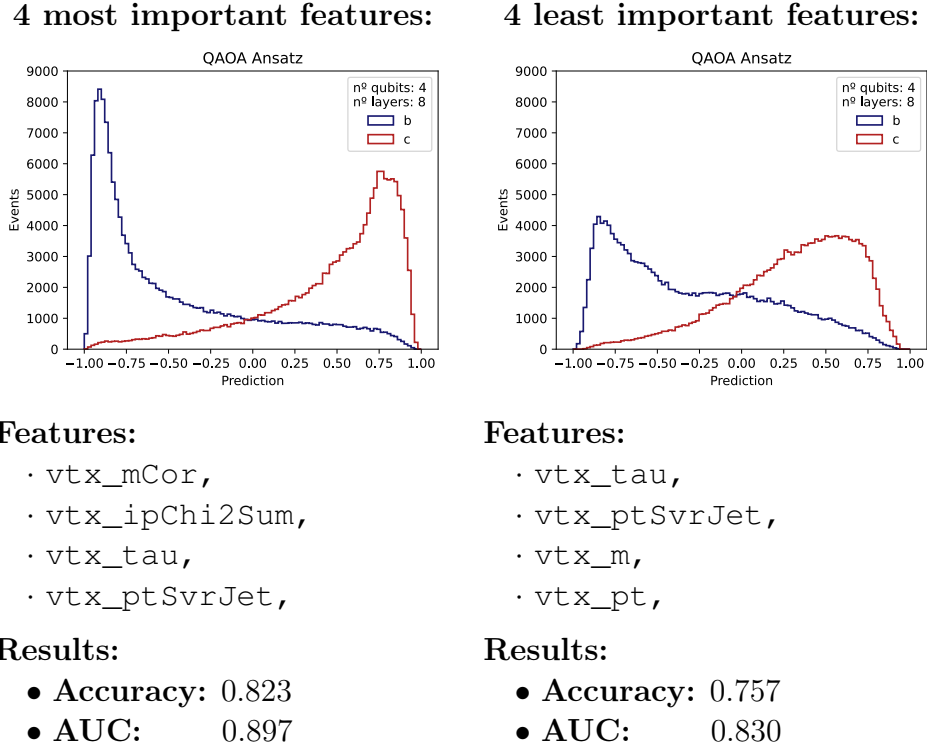 4 most important features:
QAOA Ansatz
9000
8000
7000
6000
5000
4000
3000
2000
1000
0
Events
nº qubits: 4
nº layers: 8
b
c
−1.00 −0.75 −0.50 −0.25 0.00 0.25 0.50 0.75 1.00
Prediction
Features:
· vtx_mCor,
· vtx_ipChi2Sum,
· vtx_tau,
· vtx_ptSvrJet,
Results:
• Accuracy: 0.823
• AUC: 0.897
4 least important features:
QAOA Ansatz
9000
8000
7000
6000
5000
4000
3000
2000
1000
0
Events
nº qubits: 4
nº layers: 8
b
c
−1.00 −0.75 −0.50 −0.25 0.00 0.25 0.50 0.75 1.00
Prediction
Features:
· vtx_tau,
· vtx_ptSvrJet,
· vtx_m,
· vtx_pt,
Results:
• Accuracy: 0.757
• AUC: 0.830